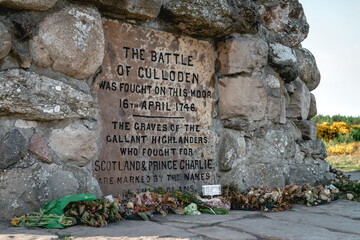 THE BATTLE
OF CULLODEN
WAS FOUGHT ON THIS MOOR
16TH APRIL 1746.
THE GRAVES OF THE
GALLANT HIGHLANDERS
WHO FOUGHT FOR
SCOTLAND & PRINCE CHARLIE
ARE MARKED BY THE NAMES